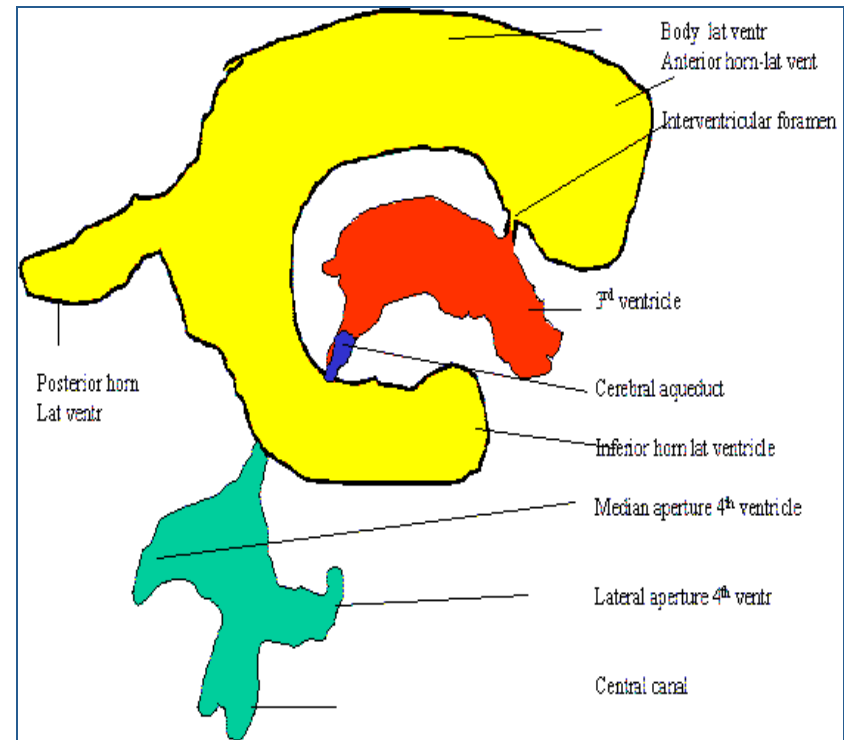 Body lat ventr
Anterior horn-lat vent
Interventricular foramen
3rd ventricle
Posterior horn
Lat ventr
Cerebral aqueduct
Inferior horn lat ventricle
Median aperture 4th ventricle
Lateral aperture 4th ventr
Central canal